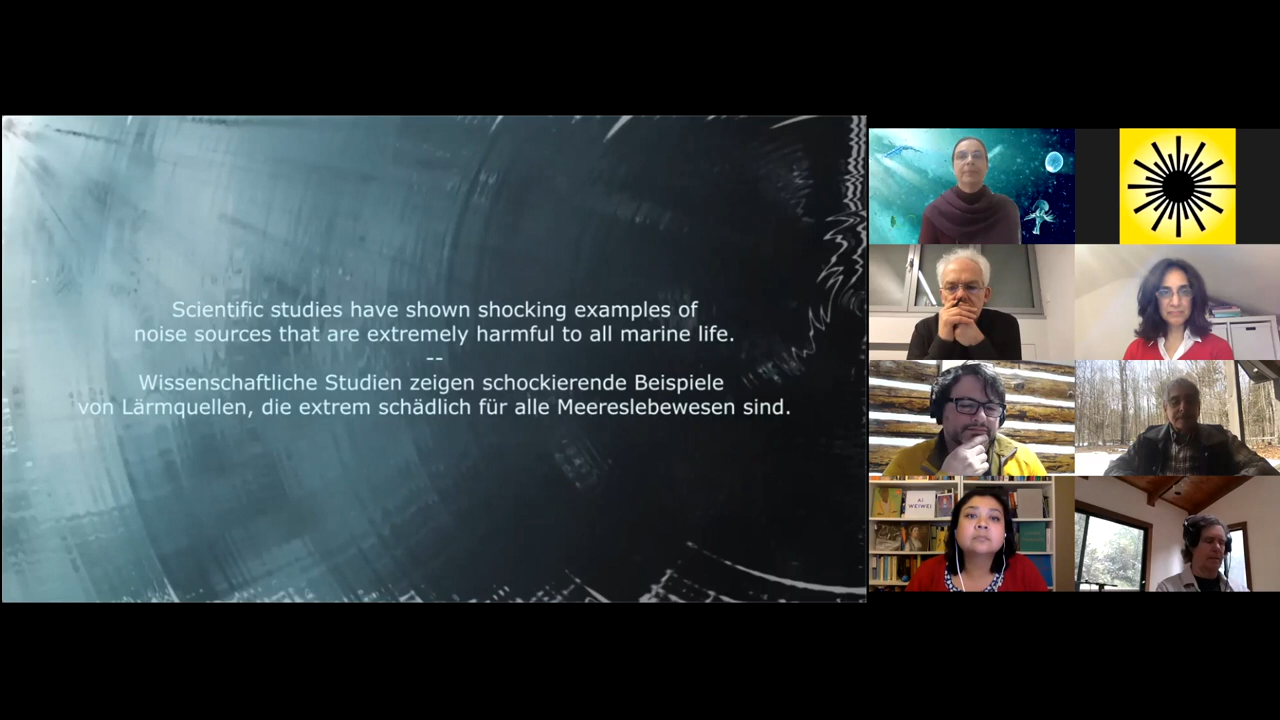 Scientific studies have shown shocking examples of
noise sources that are extremely harmful to all marine life.
--
Wissenschaftliche Studien zeigen schockierende Beispiele
von Lärmquellen, die extrem schädlich für alle Meereslebewesen sind.
AI
WEIWEI